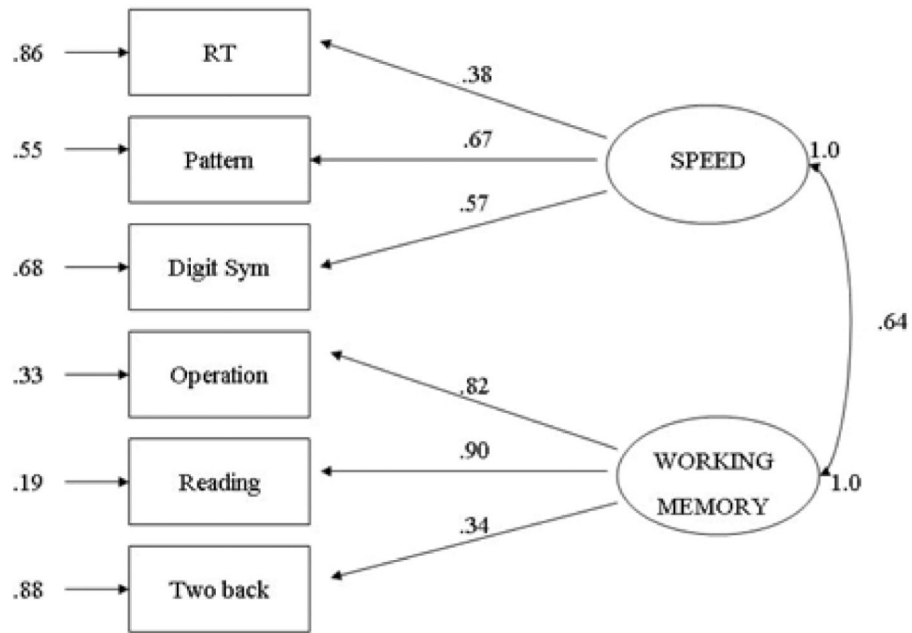 .86
RT
.38
.55
Pattern
.67
SPEED
1.0
.57
.68
Digit Sym
.64
.33
Operation
.82
.90
WORKING
MEMORY
1.0
.19
Reading
.34
.88
Two back